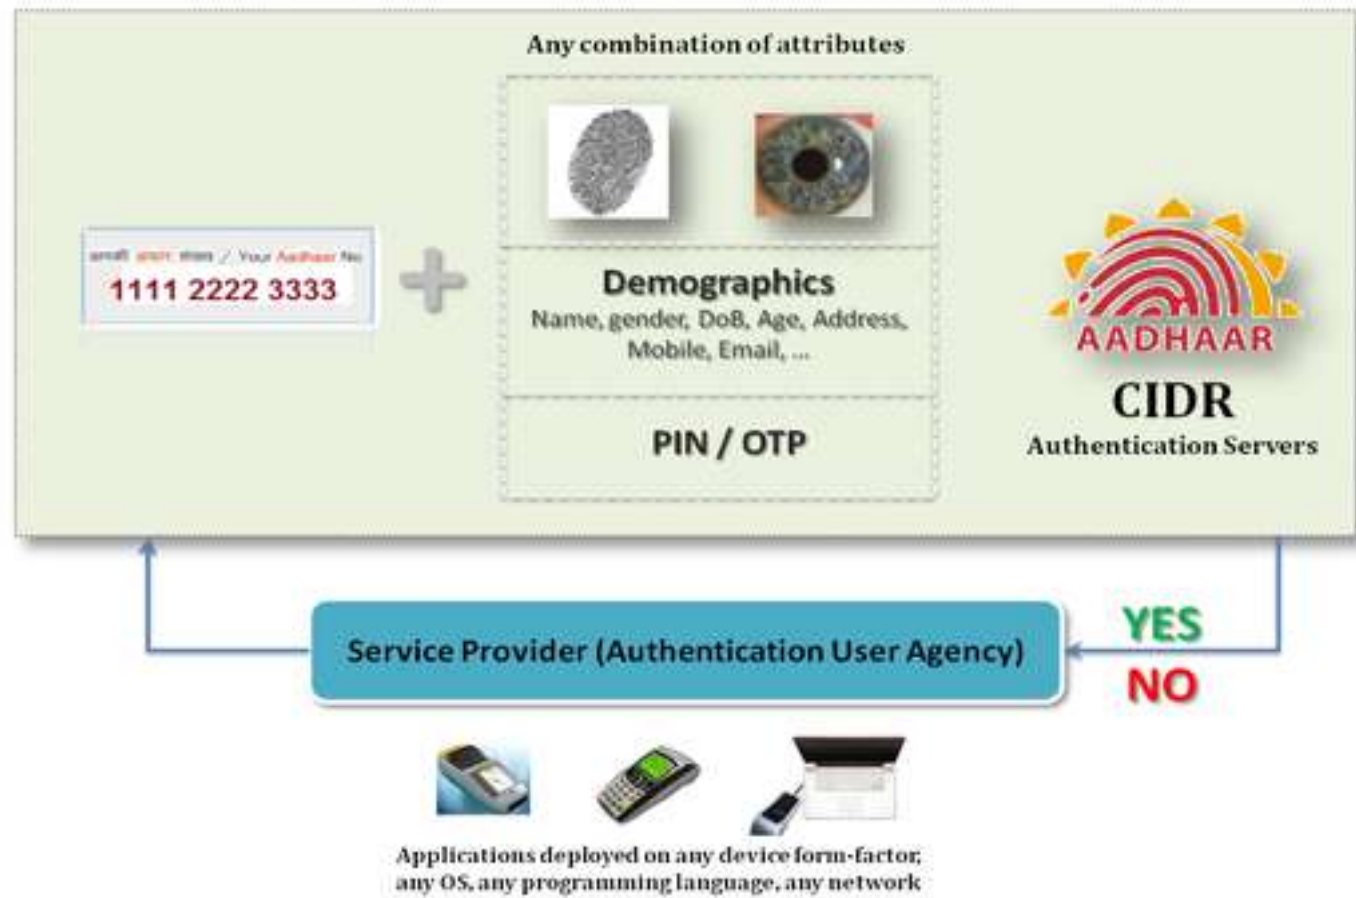 Any combination of attributes
आपकी आधार संख्या / Your Aadhaar No
1111 2222 3333
Demographics
Name, gender, DoB, Age, Address,
Mobile, Email, ...
PIN / OTP
AADHAAR
CIDR
Authentication Servers
Service Provider (Authentication User Agency)
YES
NO
Applications deployed on any device form-factor,
any OS, any programming language, any network